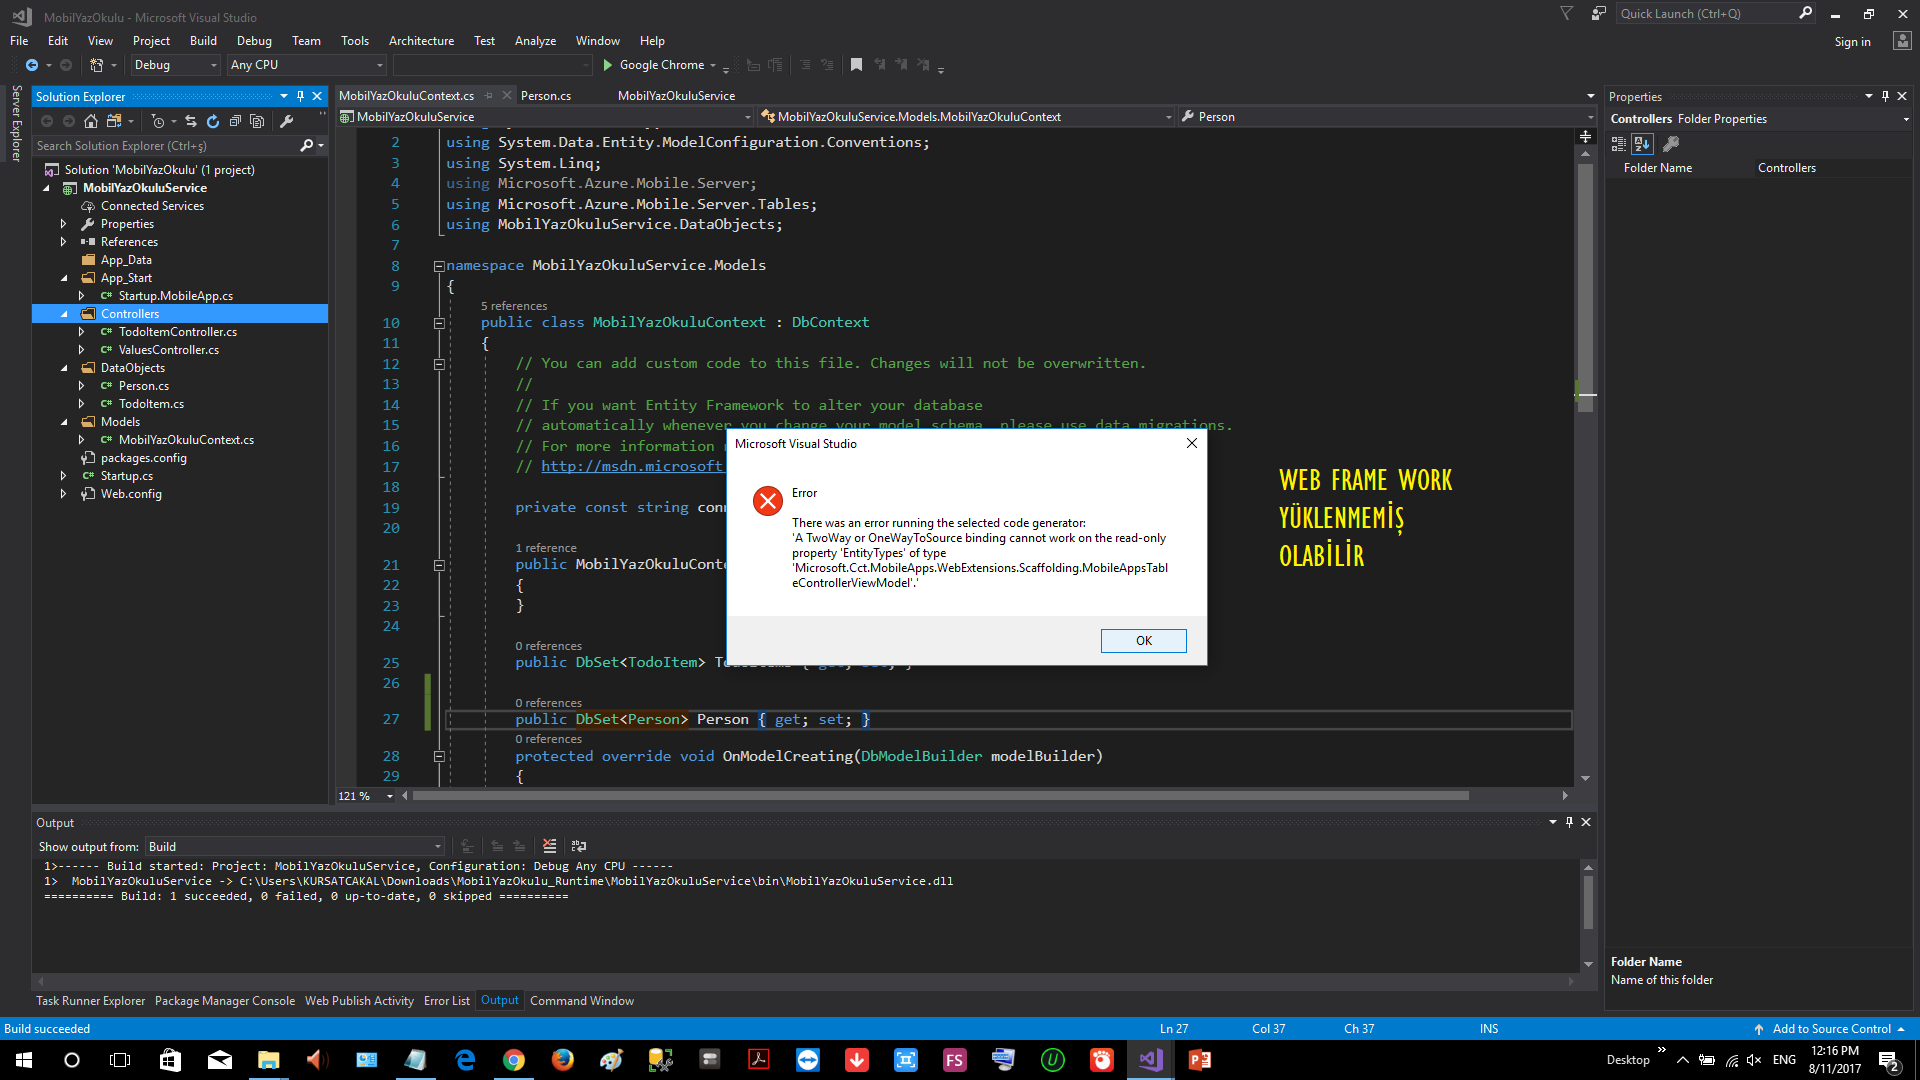 MobilYazOkulu - Microsoft Visual Studio
Quick Launch (Ctrl+Q)
File Edit View Project Build Debug Team Tools Architecture Test Analyze Window Help
Sign in
Debug Any CPU Google Chrome
Server Explorer
Solution Explorer
Search Solution Explorer (Ctrl+ş)
Solution 'MobilYazOkulu' (1 project)
MobilYazOkuluService
Connected Services
Properties
References
App_Data
App_Start
C# Startup.MobileApp.cs
Controllers
C# TodoItemController.cs
C# ValuesController.cs
DataObjects
C# Person.cs
C# TodoItem.cs
Models
C# MobilYazOkuluContext.cs
packages.config
C# Startup.cs
Web.config
MobilYazOkuluContext.cs Person.cs MobilYazOkuluService
MobilYazOkuluService MobilYazOkuluService.Models.MobilYazOkuluContext Person
2 using System.Data.Entity.ModelConfiguration.Conventions;
3 using System.Linq;
4 using Microsoft.Azure.Mobile.Server;
5 using Microsoft.Azure.Mobile.Server.Tables;
6 using MobilYazOkuluService.DataObjects;
7
8 namespace MobilYazOkuluService.Models
9 {
5 references
10 public class MobilYazOkuluContext : DbContext
11 {
12 // You can add custom code to this file. Changes will not be overwritten.
13 //
14 // If you want Entity Framework to alter your database
15 // automatically whenever you change your model schema, please use data migrations.
16 // For more information
17 // http://msdn.microsoft
18
19 private const string con
20
1 reference
21 public MobilYazOkuluConte
22 {
23 }
24
0 references
25 public DbSet<TodoItem>
26
0 references
27 public DbSet<Person> Person { get; set; }
0 references
28 protected override void OnModelCreating(DbModelBuilder modelBuilder)
29 {
121 %
Microsoft Visual Studio
Error
There was an error running the selected code generator:
'A TwoWay or OneWayToSource binding cannot work on the read-only
property 'EntityTypes' of type
'Microsoft.Cct.MobileApps.WebExtensions.Scaffolding.MobileAppsTabl
eControllerViewModel'.'
OK
WEB FRAME WORK
YÜKLENMEMİŞ
OLABİLİR
Properties
Controllers Folder Properties
Folder Name Controllers
Folder Name
Name of this folder
Output
Show output from: Build
1>------ Build started: Project: MobilYazOkuluService, Configuration: Debug Any CPU ------
1> MobilYazOkuluService -> C:\Users\KURSATCAKAL\Downloads\MobilYazOkulu_Runtime\MobilYazOkuluService\bin\MobilYazOkuluService.dll
========== Build: 1 succeeded, 0 failed, 0 up-to-date, 0 skipped ==========
Task Runner Explorer Package Manager Console Web Publish Activity Error List Output Command Window
Build succeeded Ln 27 Col 37 Ch 37 INS Add to Source Control
FS
Desktop ENG 12:16 PM
8/11/2017
2